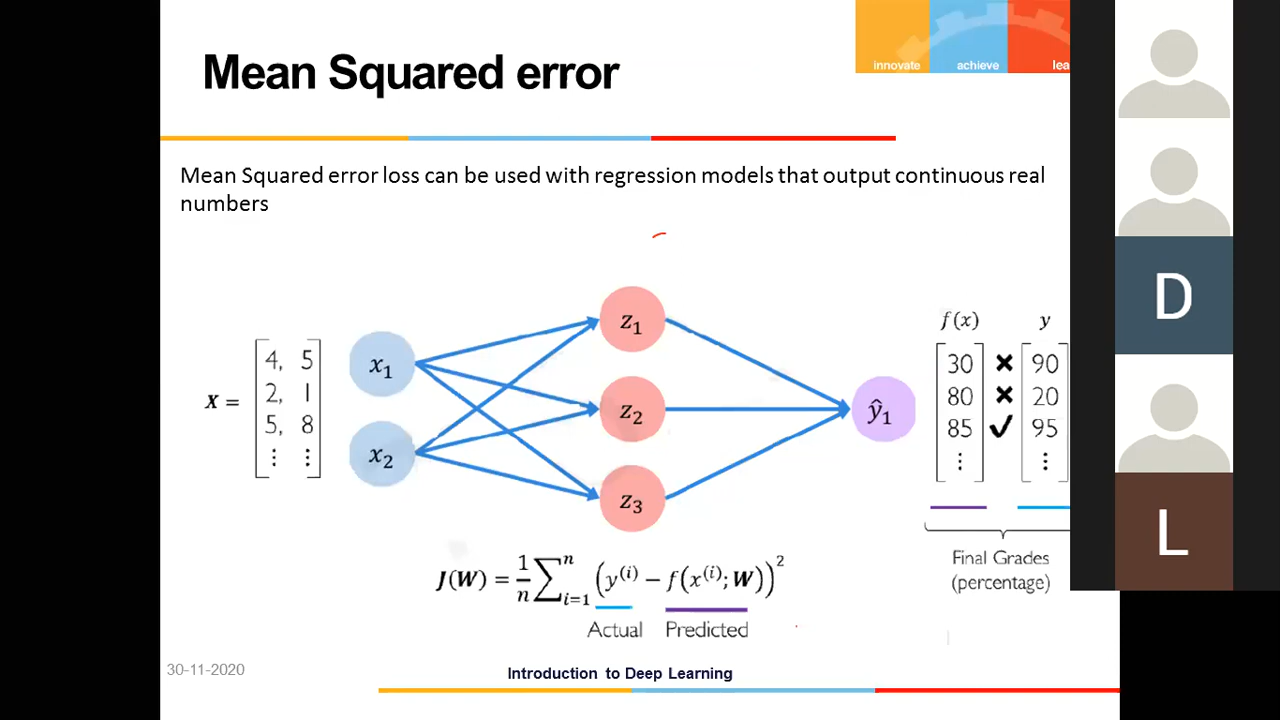 Mean Squared error
innovate achieve lea
Mean Squared error loss can be used with regression models that output continuous real
numbers
X = [4, 5
2, 1
5, 8
⋮ ⋮]
x₁
x₂
z₁
z₂
z₃
ŷ₁
f(x) y
30 ✖ 90
80 ✖ 20
85 ✓ 95
⋮ ⋮
Final Grades
(percentage)
J(W) = 1/n ∑ⁿᵢ₌₁ (y⁽ⁱ⁾ − f(x⁽ⁱ⁾; W))²
Actual Predicted
30-11-2020
Introduction to Deep Learning
D
L